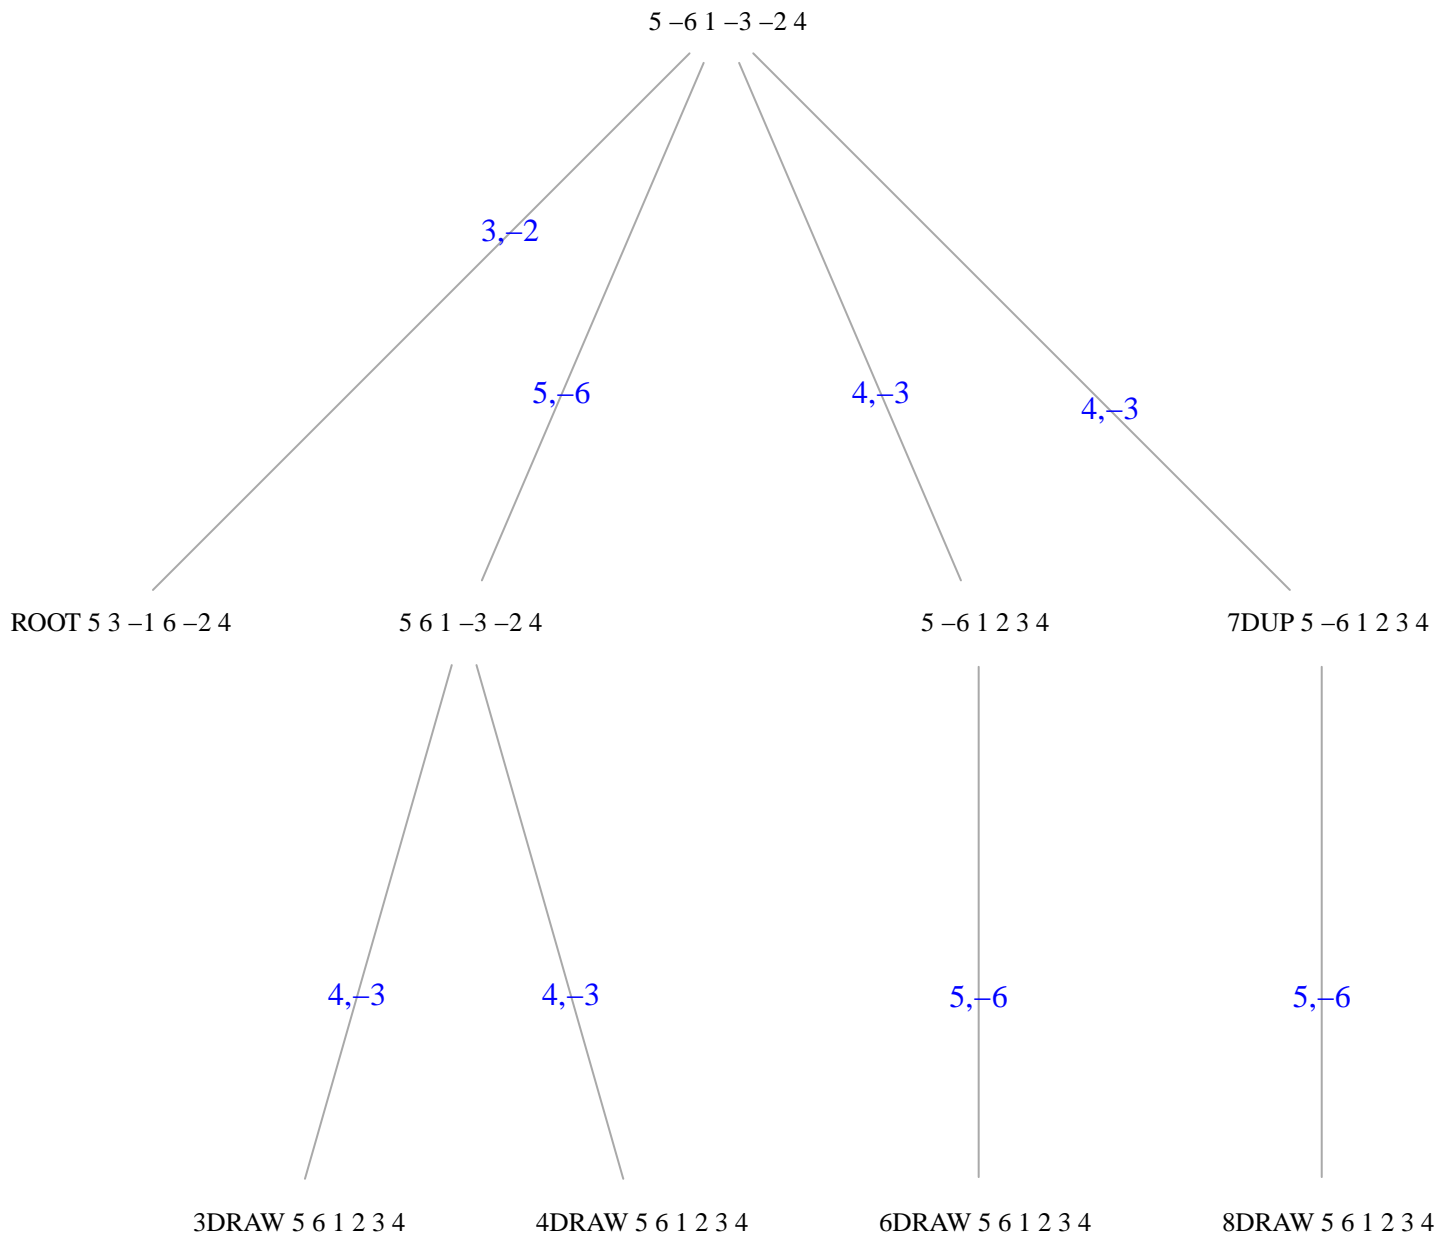 5 –6 1 –3 –2 4
3,–2
5,–6
4,–3
4,–3
ROOT 5 3 –1 6 –2 4
5 6 1 –3 –2 4
5 –6 1 2 3 4
7DUP 5 –6 1 2 3 4
4,–3
4,–3
5,–6
5,–6
3DRAW 5 6 1 2 3 4
4DRAW 5 6 1 2 3 4
6DRAW 5 6 1 2 3 4
8DRAW 5 6 1 2 3 4